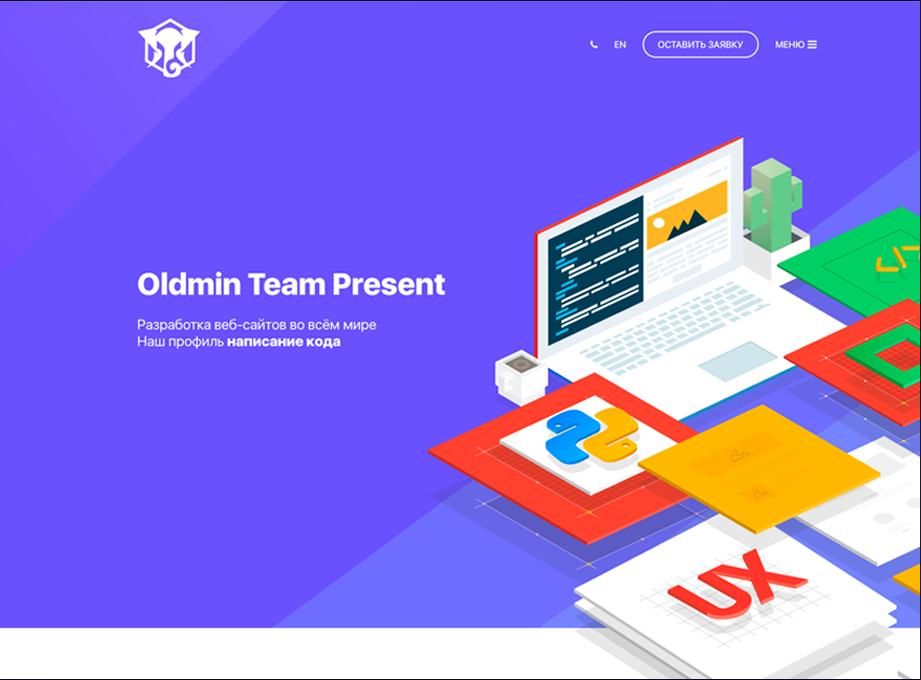 EN
ОСТАВИТЬ ЗАЯВКУ
МЕНЮ
Oldmin Team Present
Разработка веб-сайтов во всём мире
Наш профиль написание кода
</>
UX